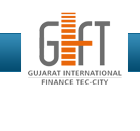 GIFT
GUJARAT INTERNATIONAL
FINANCE TEC-CITY